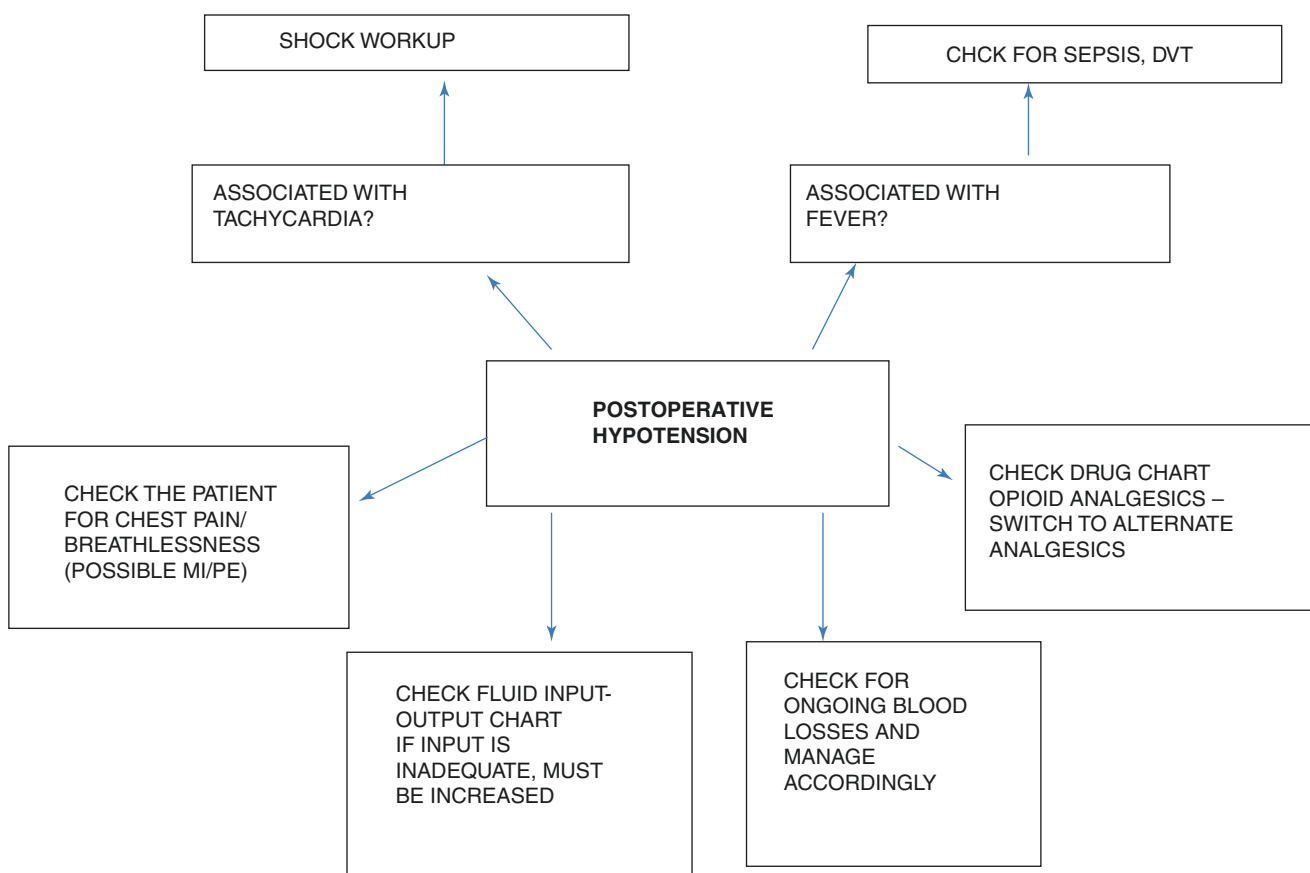 SHOCK WORKUP
CHCK FOR SEPSIS, DVT
ASSOCIATED WITH
TACHYCARDIA?
ASSOCIATED WITH
FEVER?
POSTOPERATIVE
HYPOTENSION
CHECK THE PATIENT
FOR CHEST PAIN/
BREATHLESSNESS
(POSSIBLE MI/PE)
CHECK DRUG CHART
OPIOID ANALGESICS –
SWITCH TO ALTERNATE
ANALGESICS
CHECK FLUID INPUT-
OUTPUT CHART
IF INPUT IS
INADEQUATE, MUST
BE INCREASED
CHECK FOR
ONGOING BLOOD
LOSSES AND
MANAGE
ACCORDINGLY